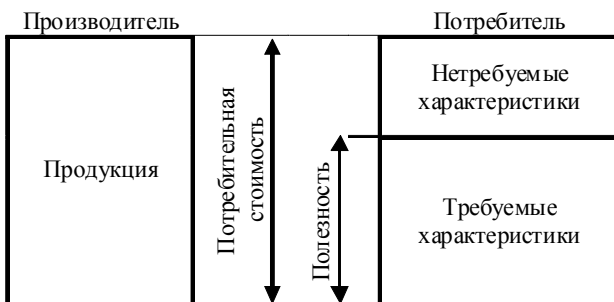 Производитель
Потребитель
Продукция
Потребительная
стоимость
Полезность
Нетребуемые
характеристики
Требуемые
характеристики